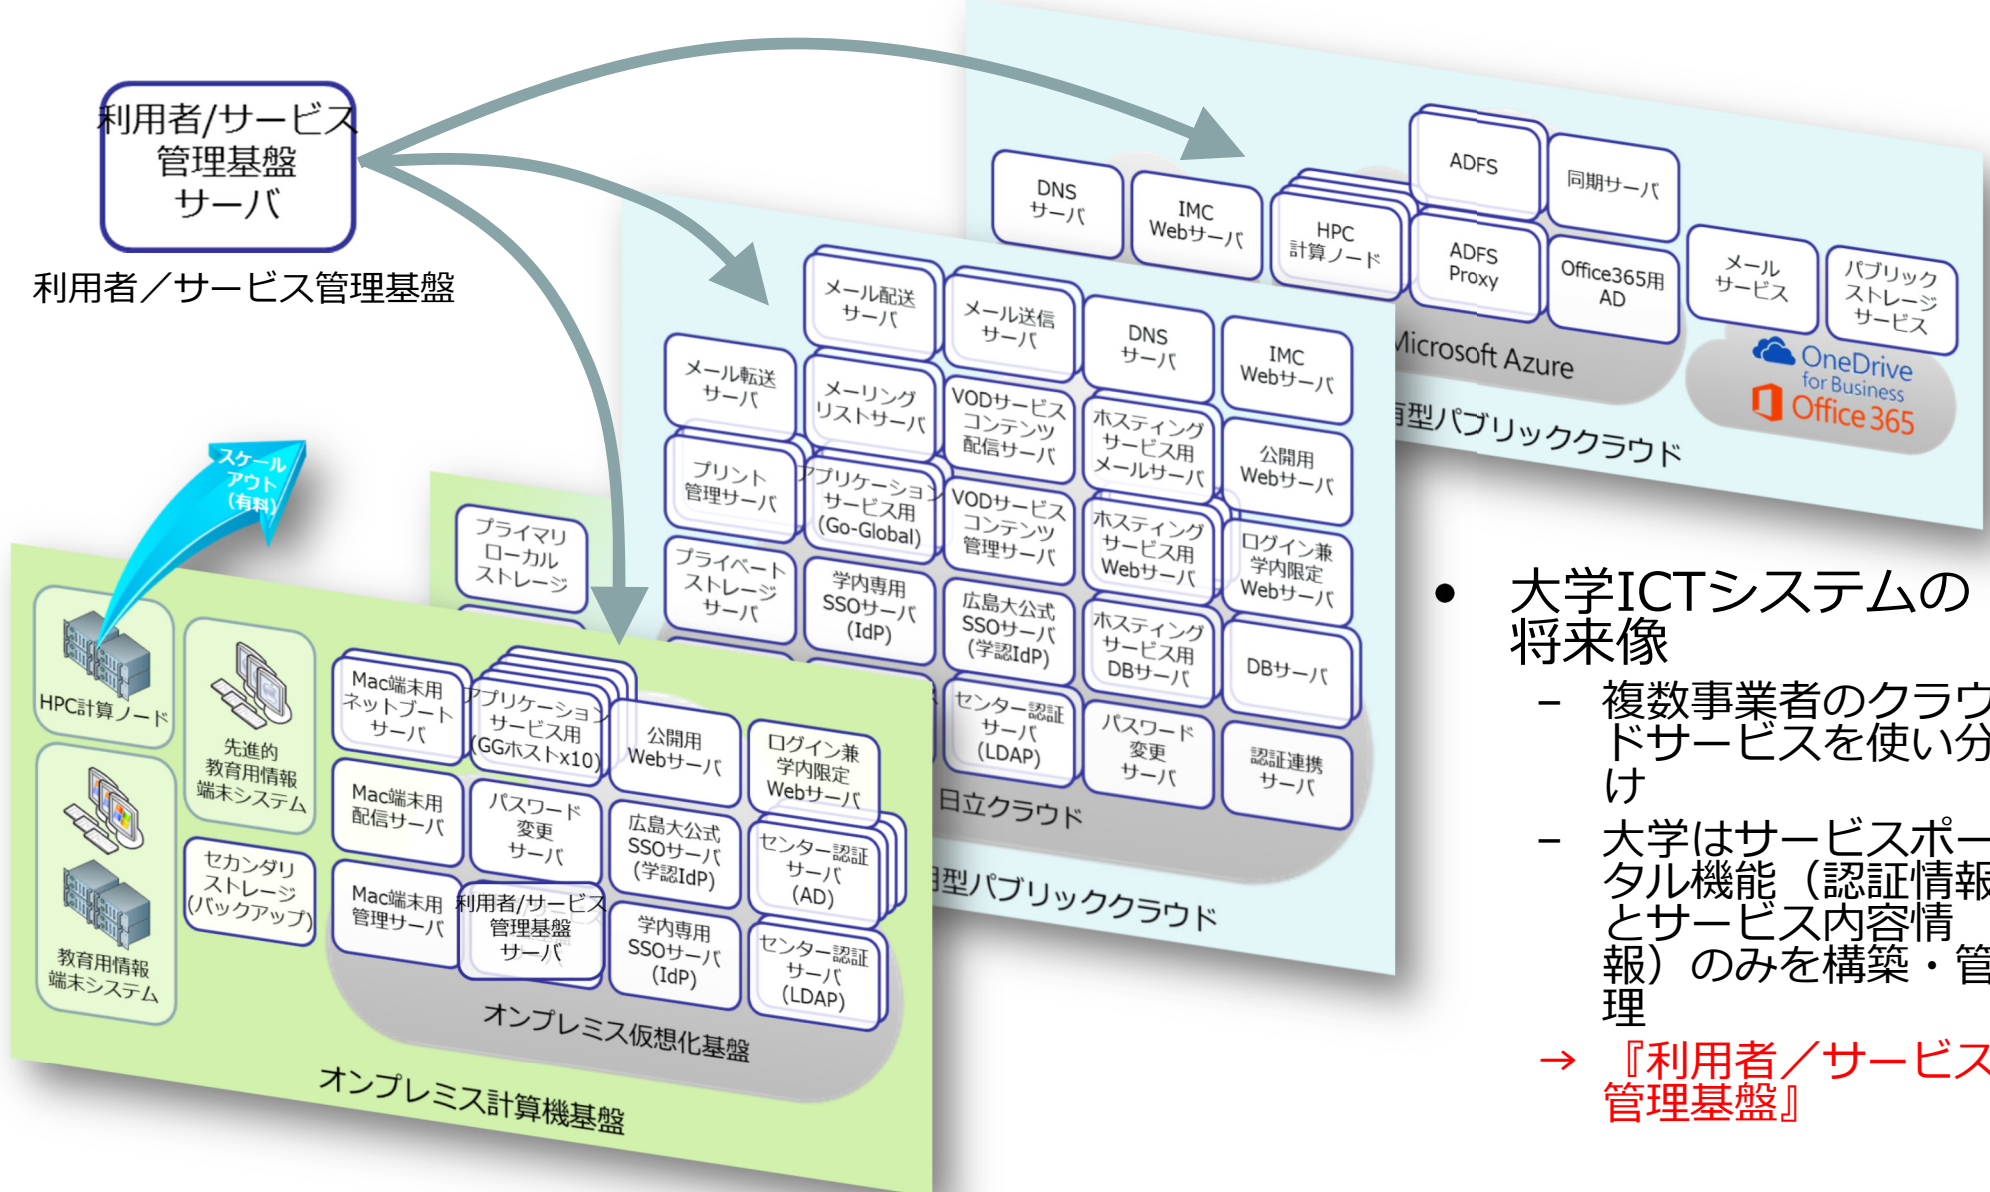 利用者/サービス
管理基盤
サーバ
利用者／サービス管理基盤
DNS
サーバ
IMC
Webサーバ
HPC
計算ノード
ADFS
同期サーバ
ADFS
Proxy
Office365用
AD
メール
サービス
パブリック
ストレージ
サービス
Microsoft Azure
OneDrive
for Business
Office 365
型パブリッククラウド
メール配送
サーバ
メール送信
サーバ
DNS
サーバ
IMC
Webサーバ
メール転送
サーバ
メーリング
リストサーバ
VODサービス
コンテンツ
配信サーバ
ホスティング
サービス用
メールサーバ
公開用
Webサーバ
プリント
管理サーバ
アプリケーション
サービス用
(Go-Global)
VODサービス
コンテンツ
管理サーバ
ホスティング
サービス用
Webサーバ
ログイン兼
学内限定
Webサーバ
プライベート
ストレージ
サーバ
学内専用
SSOサーバ
(IdP)
広島大公式
SSOサーバ
(学認IdP)
ホスティング
サービス用
DBサーバ
DBサーバ
センター認証
サーバ
(LDAP)
パスワード
変更
サーバ
認証連携
サーバ
日立クラウド
型パブリッククラウド
プライマリ
ローカル
ストレージ
スケール
アウト
(有料)
HPC計算ノード
先進的
教育用情報
端末システム
教育用情報
端末システム
セカンダリ
ストレージ
(バックアップ)
Mac端末用
ネットブート
サーバ
アプリケーション
サービス用
(GGホストx10)
公開用
Webサーバ
ログイン兼
学内限定
Webサーバ
Mac端末用
配信サーバ
パスワード
変更
サーバ
広島大公式
SSOサーバ
(学認IdP)
センター認証
サーバ
(AD)
Mac端末用
管理サーバ
利用者/サービス
管理基盤
サーバ
学内専用
SSOサーバ
(IdP)
センター認証
サーバ
(LDAP)
オンプレミス仮想化基盤
オンプレミス計算機基盤
• 大学ICTシステムの
将来像
– 複数事業者のクラウ
ドサービスを使い分
け
– 大学はサービスポー
タル機能（認証情報
とサービス内容情
報）のみを構築・管
理
→ 『利用者／サービス
管理基盤』